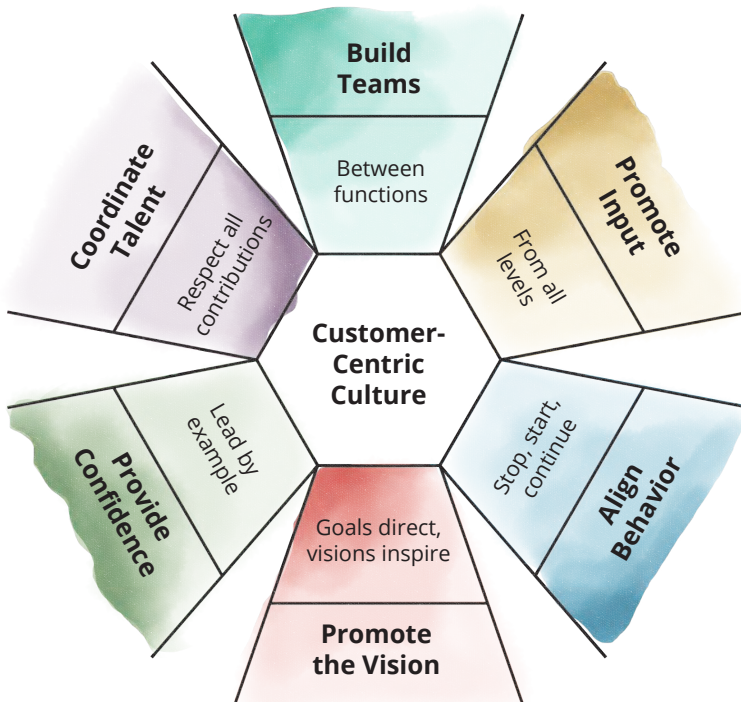 Build
Teams
Between
functions
Promote
Input
From all
levels
Align
Behavior
Stop, start,
continue
Promote
the Vision
Goals direct,
visions inspire
Provide
Confidence
Lead by
example
Coordinate
Talent
Respect all
contributions
Customer-
Centric
Culture